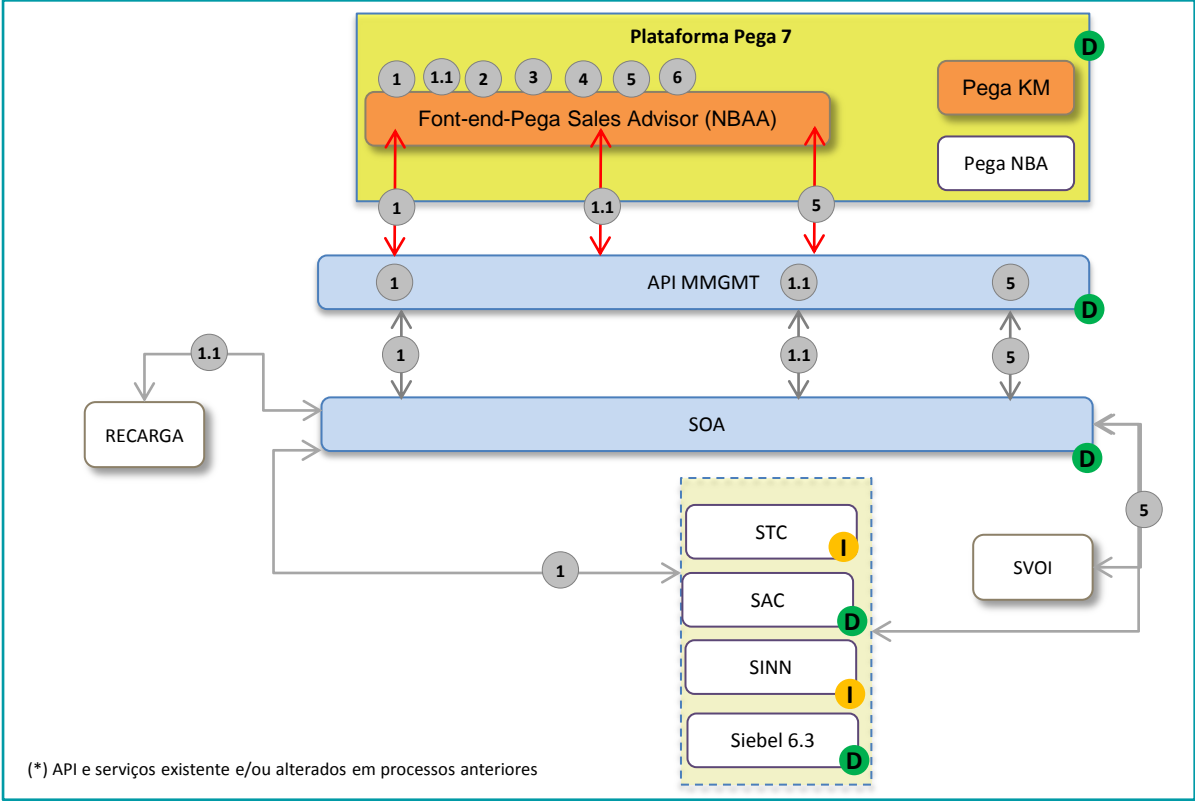 Plataforma Pega 7
D
1
1.1
2
3
4
5
6
Pega KM
Font-end-Pega Sales Advisor (NBAA)
Pega NBA
1
1.1
5
1
API MMGMT
1.1
5
D
1.1
1
1.1
5
RECARGA
SOA
D
STC
I
5
1
SVOI
SAC
D
SINN
I
Siebel 6.3
D
(*) API e serviços existente e/ou alterados em processos anteriores